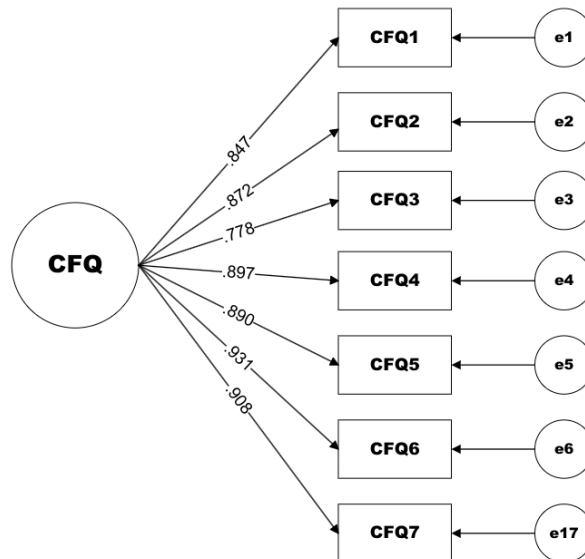 CFQ1
e1
.847
CFQ2
e2
.872
CFQ3
e3
.778
CFQ
CFQ4
e4
.897
CFQ5
e5
.890
CFQ6
e6
.931
CFQ7
e17
.908